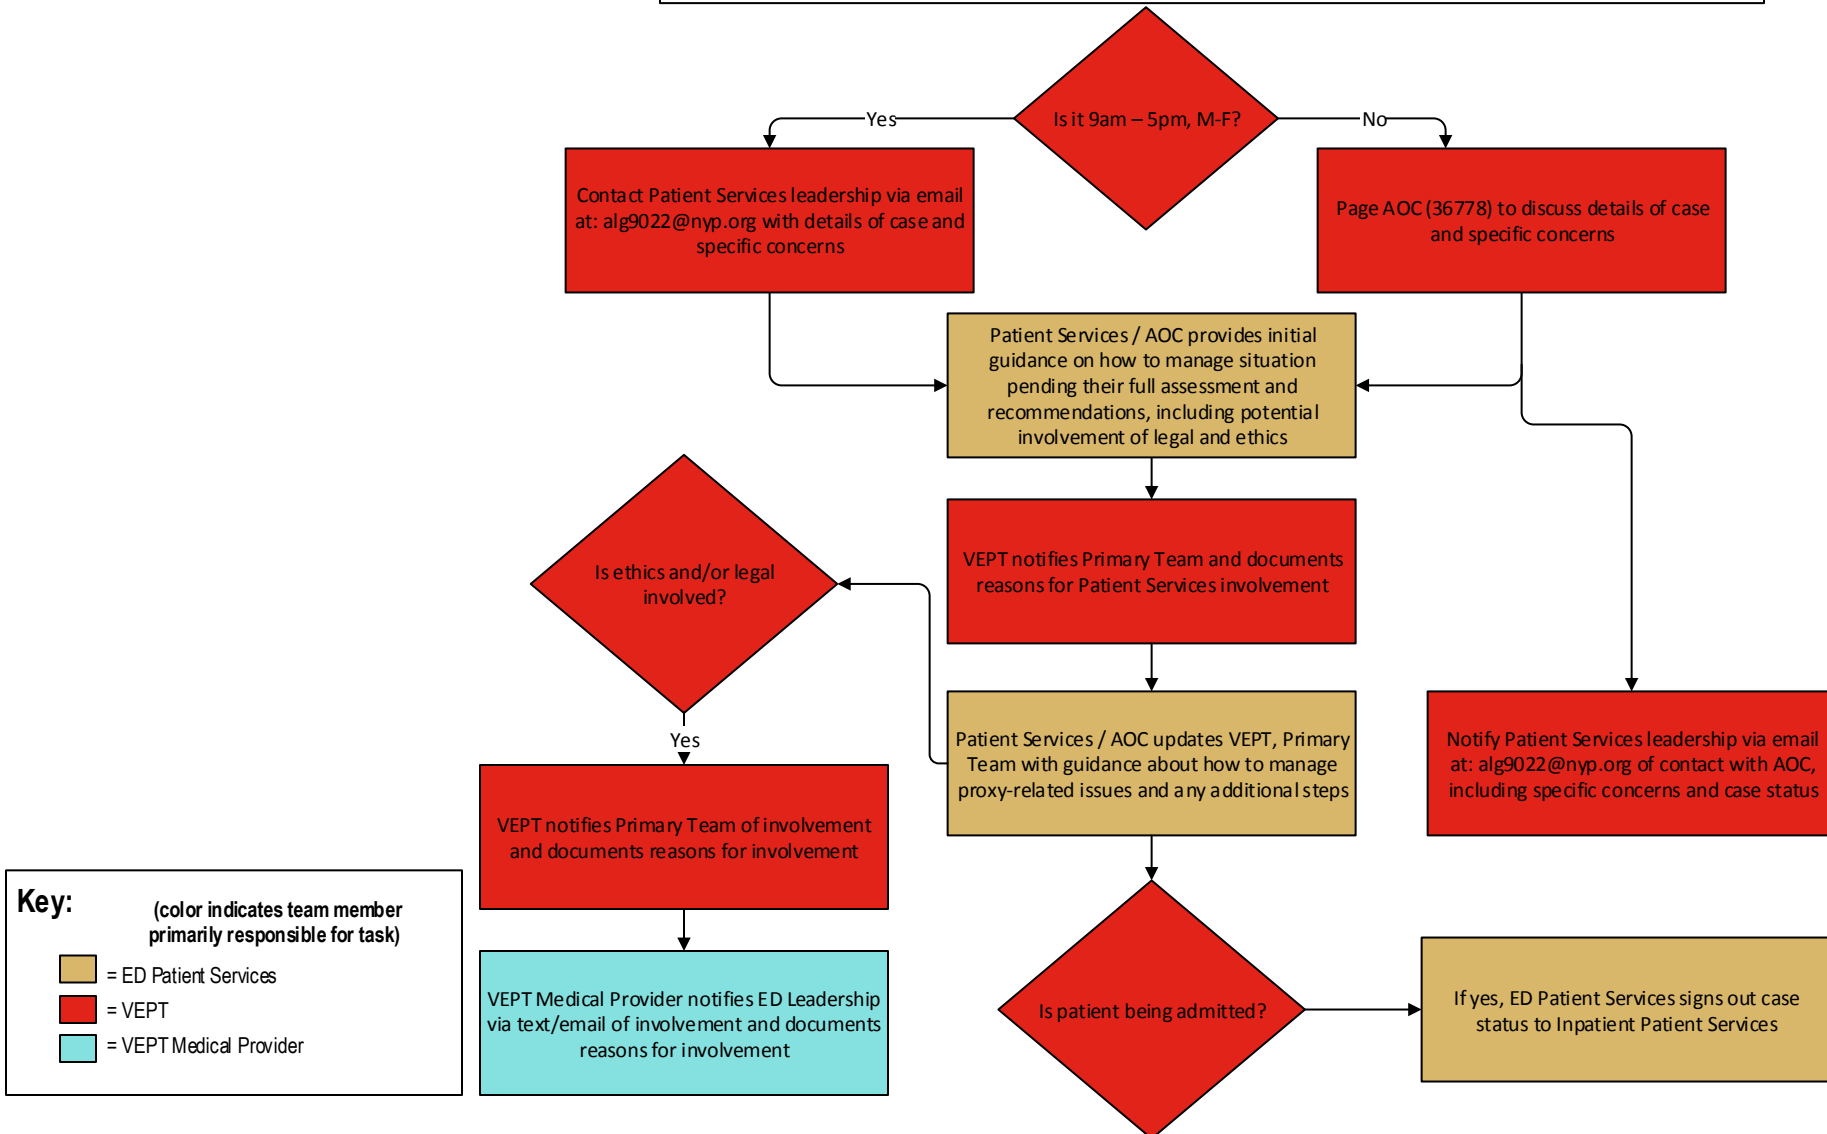 Is it 9am – 5pm, M-F?
Yes
No
Contact Patient Services leadership via email
at: alg9022@nyp.org with details of case and
specific concerns
Page AOC (36778) to discuss details of case
and specific concerns
Patient Services / AOC provides initial
guidance on how to manage situation
pending their full assessment and
recommendations, including potential
involvement of legal and ethics
VEPT notifies Primary Team and documents
reasons for Patient Services involvement
Is ethics and/or legal
involved?
Yes
Patient Services / AOC updates VEPT, Primary
Team with guidance about how to manage
proxy-related issues and any additional steps
Notify Patient Services leadership via email
at: alg9022@nyp.org of contact with AOC,
including specific concerns and case status
VEPT notifies Primary Team of involvement
and documents reasons for involvement
VEPT Medical Provider notifies ED Leadership
via text/email of involvement and documents
reasons for involvement
Is patient being admitted?
If yes, ED Patient Services signs out case
status to Inpatient Patient Services
Key:
(color indicates team member
primarily responsible for task)
= ED Patient Services
= VEPT
= VEPT Medical Provider